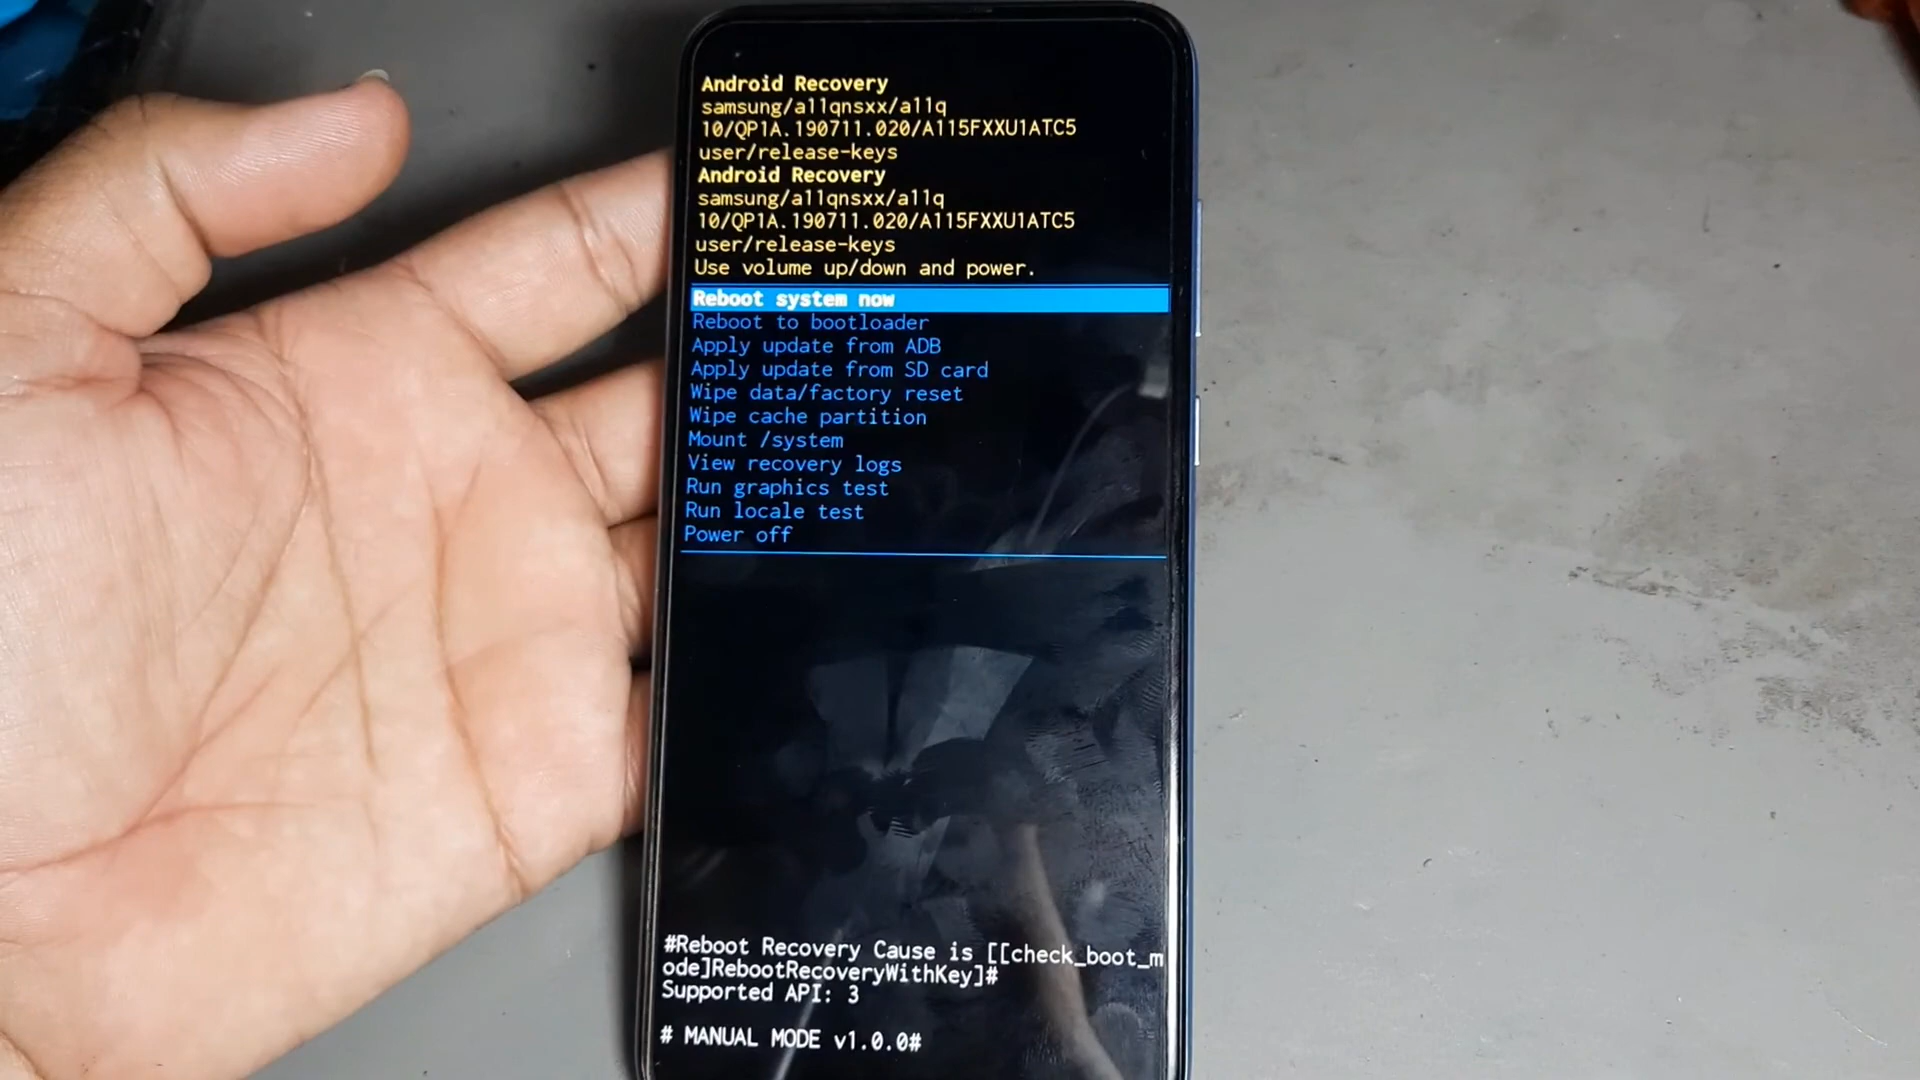 Android Recovery
samsung/a11qnsxx/a11q
10/QP1A.190711.020/A115FXXU1ATC5
user/release-keys
Android Recovery
samsung/a11qnsxx/a11q
10/QP1A.190711.020/A115FXXU1ATC5
user/release-keys
Use volume up/down and power.
Reboot system now
Reboot to bootloader
Apply update from ADB
Apply update from SD card
Wipe data/factory reset
Wipe cache partition
Mount /system
View recovery logs
Run graphics test
Run locale test
Power off
#Reboot Recovery Cause is [[check_boot_m
ode]RebootRecoveryWithKey]#
Supported API: 3
# MANUAL MODE v1.0.0#